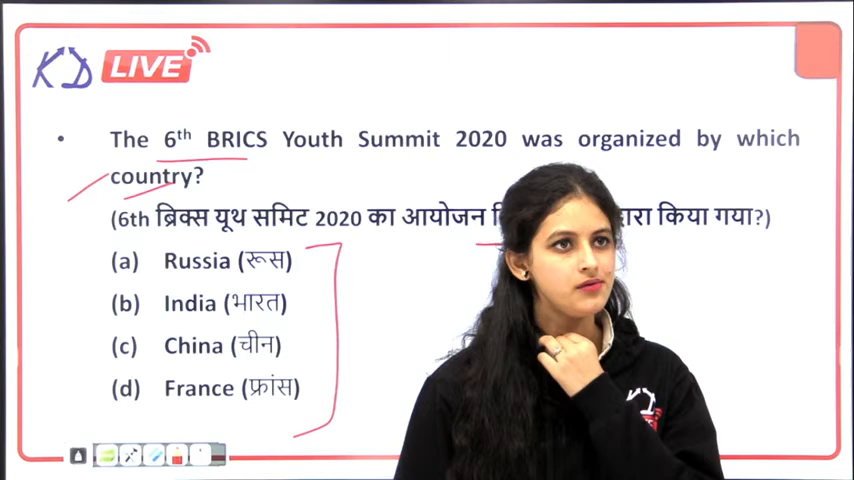 KD LIVE
• The 6th BRICS Youth Summit 2020 was organized by which
country?
(6th ब्रिक्स यूथ समिट 2020 का आयोजन किया गया?)
(a) Russia (रूस)
(b) India (भारत)
(c) China (चीन)
(d) France (फ्रांस)